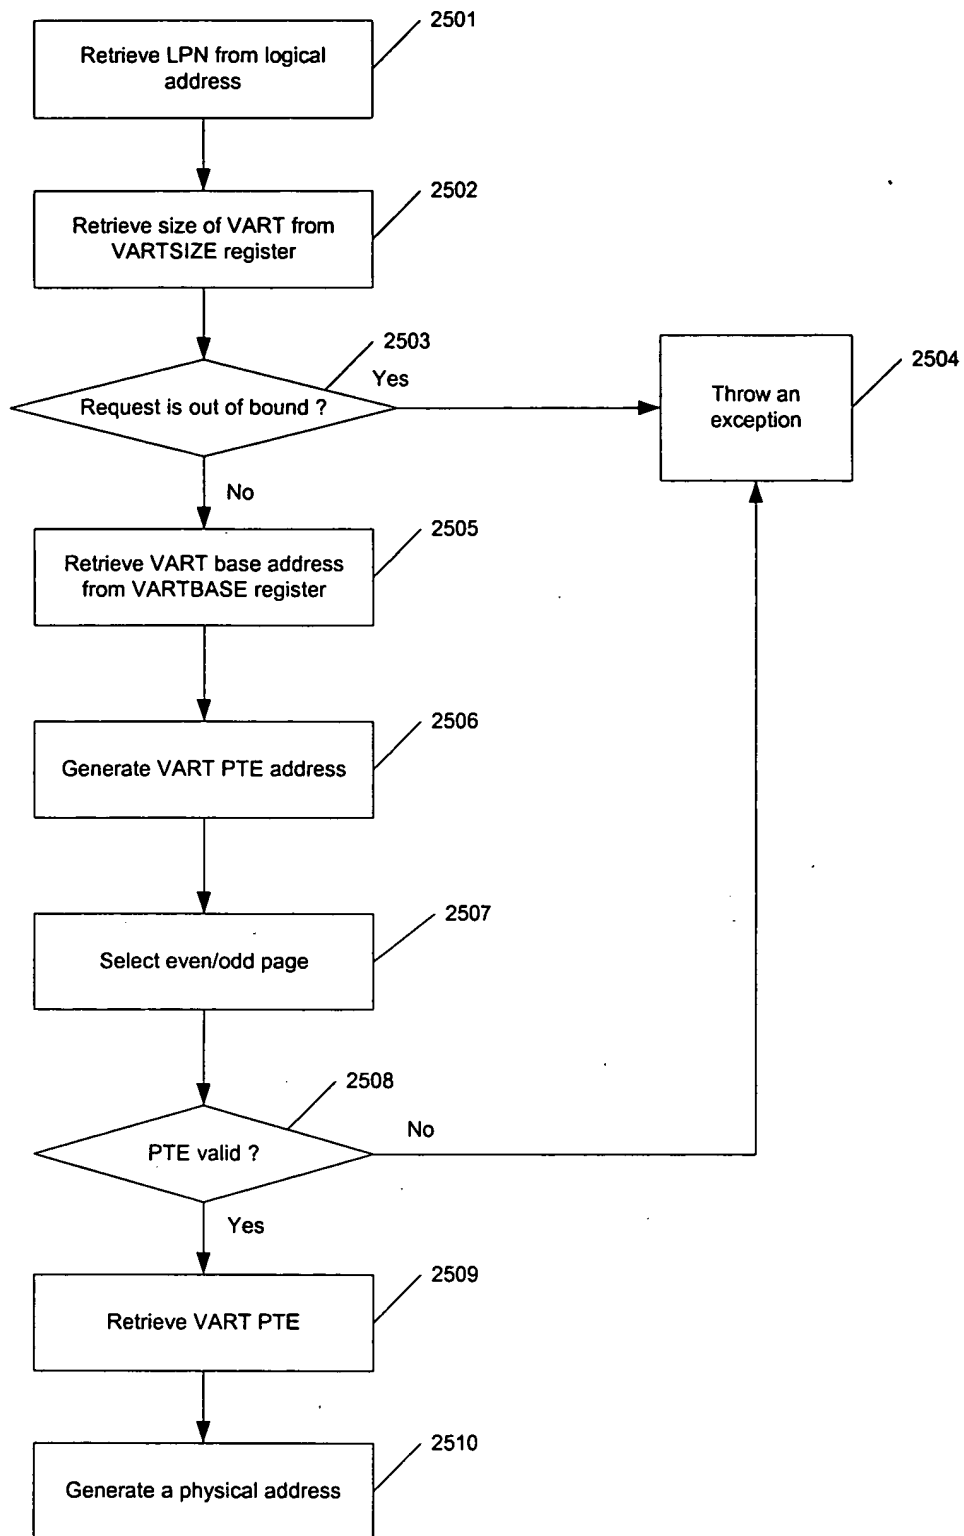 2501
Retrieve LPN from logical
address
2502
Retrieve size of VART from
VARTSIZE register
2503
Yes
Request is out of bound ?
2504
Throw an
exception
No
2505
Retrieve VART base address
from VARTBASE register
2506
Generate VART PTE address
2507
Select even/odd page
2508
No
PTE valid ?
Yes
2509
Retrieve VART PTE
2510
Generate a physical address